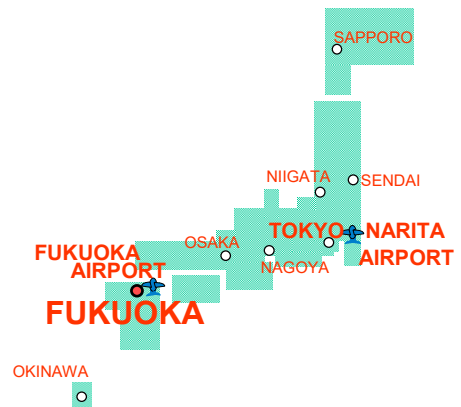 SAPPORO
NIIGATA
SENDAI
TOKYO
NARITA
AIRPORT
OSAKA
NAGOYA
FUKUOKA
AIRPORT
FUKUOKA
OKINAWA